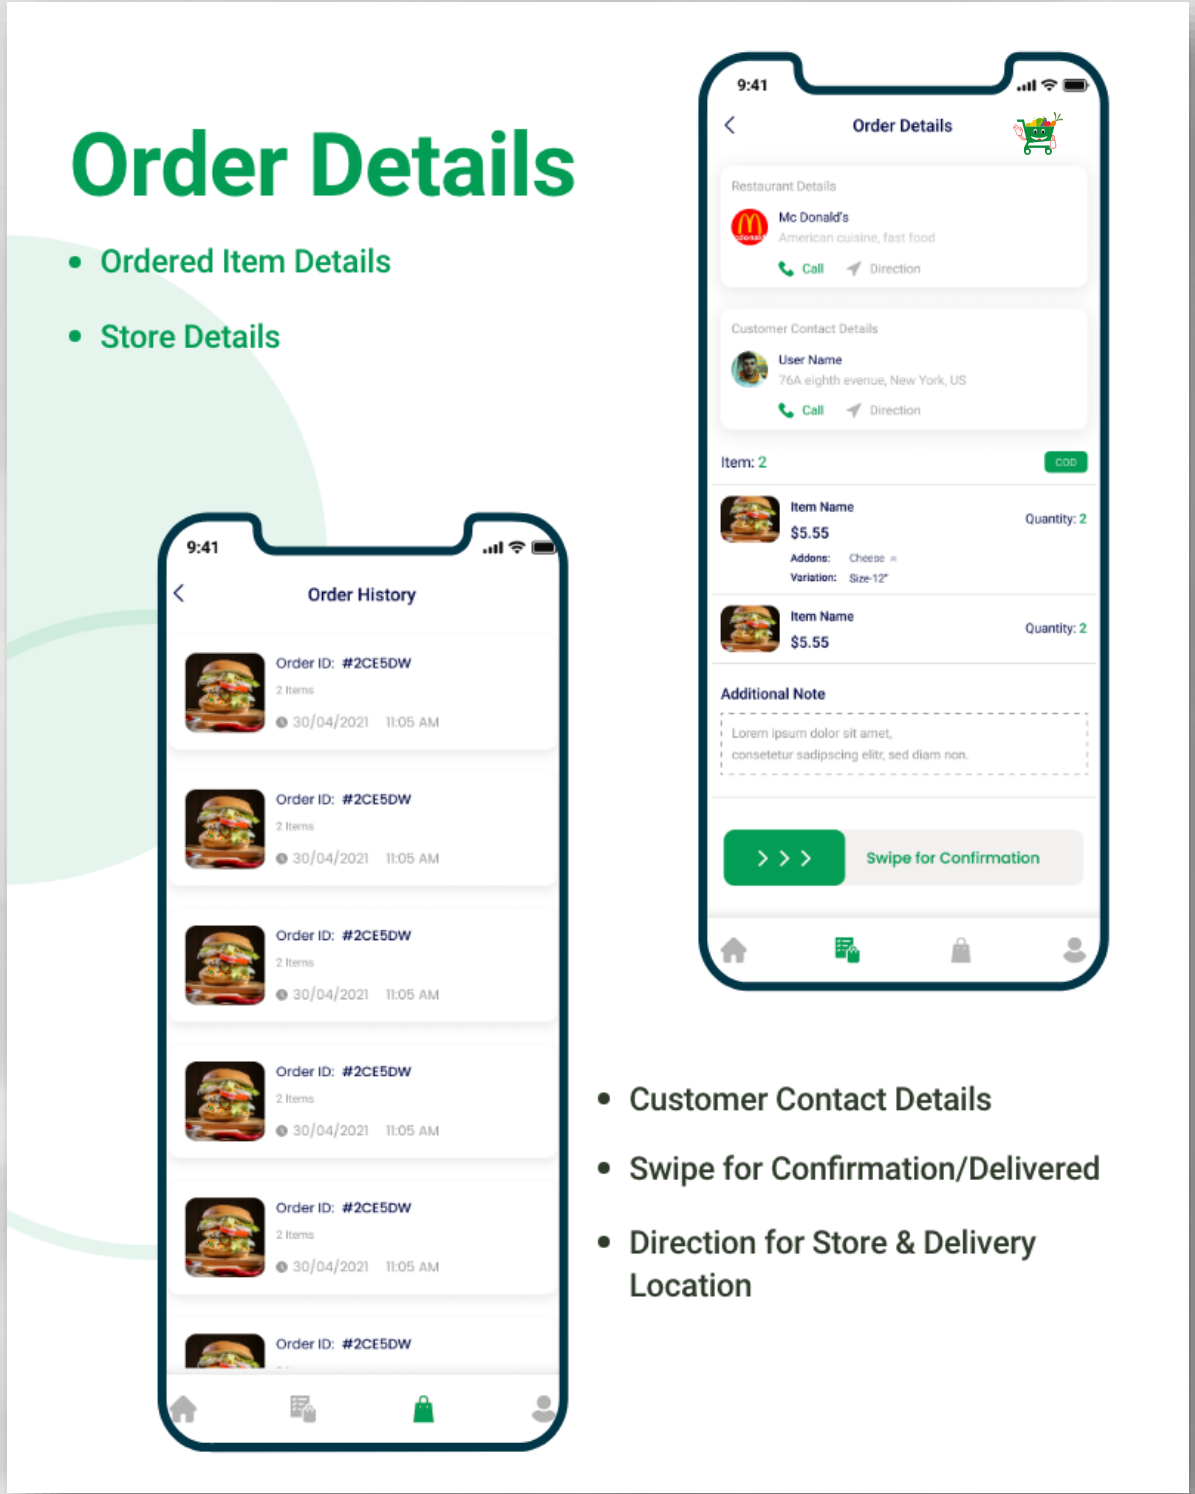 Order Details
• Ordered Item Details
• Store Details
9:41
Order Details
Restaurant Details
Mc Donald's
American cuisine, fast food
Call Direction
Customer Contact Details
User Name
76A eighth evenue, New York, US
Call Direction
Item: 2 COD
Item Name
Quantity: 2
$5.55
Addons: Cheese
Variation: Size-12"
Item Name
Quantity: 2
$5.55
Additional Note
Lorem ipsum dolor sit amet,
consetetur sadipscing elitr, sed diam non.
Swipe for Confirmation
9:41
Order History
Order ID: #2CE5DW
2 Items
30/04/2021 11:05 AM
Order ID: #2CE5DW
2 Items
30/04/2021 11:05 AM
Order ID: #2CE5DW
2 Items
30/04/2021 11:05 AM
Order ID: #2CE5DW
2 Items
30/04/2021 11:05 AM
Order ID: #2CE5DW
2 Items
30/04/2021 11:05 AM
Order ID: #2CE5DW
• Customer Contact Details
• Swipe for Confirmation/Delivered
• Direction for Store & Delivery
Location